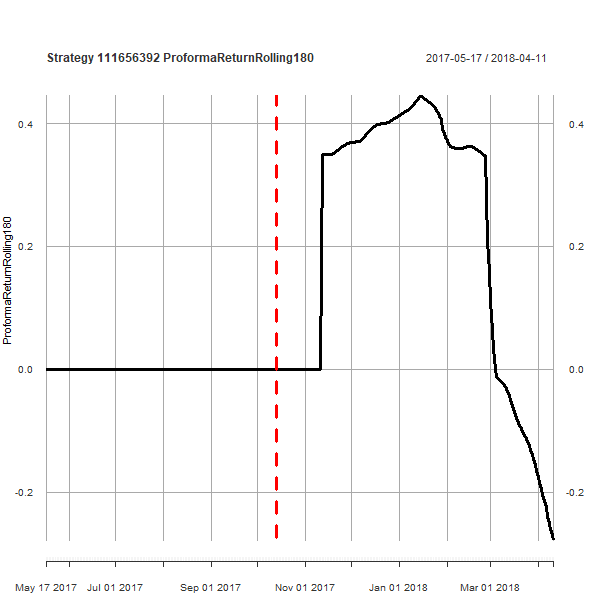 Strategy 111656392 ProformaReturnRolling180
2017-05-17 / 2018-04-11
ProformaReturnRolling180
0.4
0.4
0.2
0.2
0.0
0.0
-0.2
-0.2
May 17 2017
Jul 01 2017
Sep 01 2017
Nov 01 2017
Jan 01 2018
Mar 01 2018